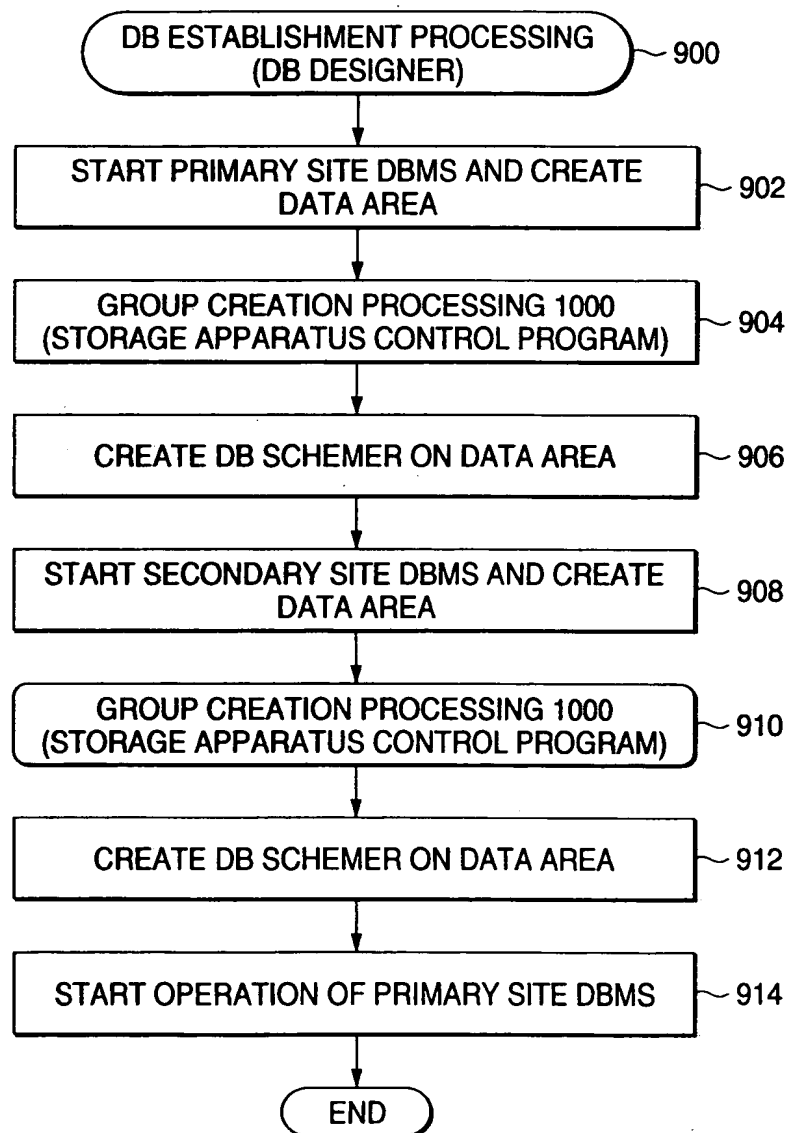 DB ESTABLISHMENT PROCESSING
(DB DESIGNER)
900
START PRIMARY SITE DBMS AND CREATE
DATA AREA
902
GROUP CREATION PROCESSING 1000
(STORAGE APPARATUS CONTROL PROGRAM)
904
CREATE DB SCHEMER ON DATA AREA
906
START SECONDARY SITE DBMS AND CREATE
DATA AREA
908
GROUP CREATION PROCESSING 1000
(STORAGE APPARATUS CONTROL PROGRAM)
910
CREATE DB SCHEMER ON DATA AREA
912
START OPERATION OF PRIMARY SITE DBMS
914
END